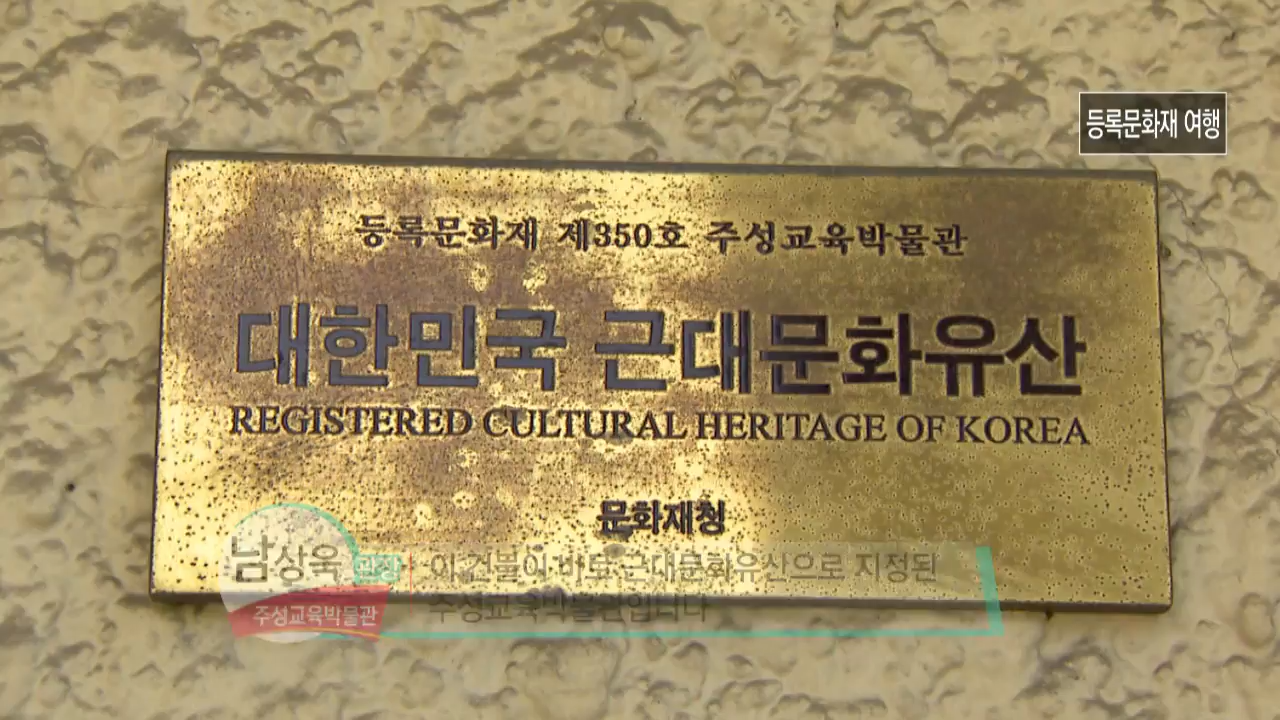 등록문화재 여행
등록문화재 제350호 주성교육박물관
대한민국 근대문화유산
REGISTERED CULTURAL HERITAGE OF KOREA
문화재청
남상욱 관장
주성교육박물관
이 건물이 바로 근대문화유산으로 지정된
주성교육박물관입니다